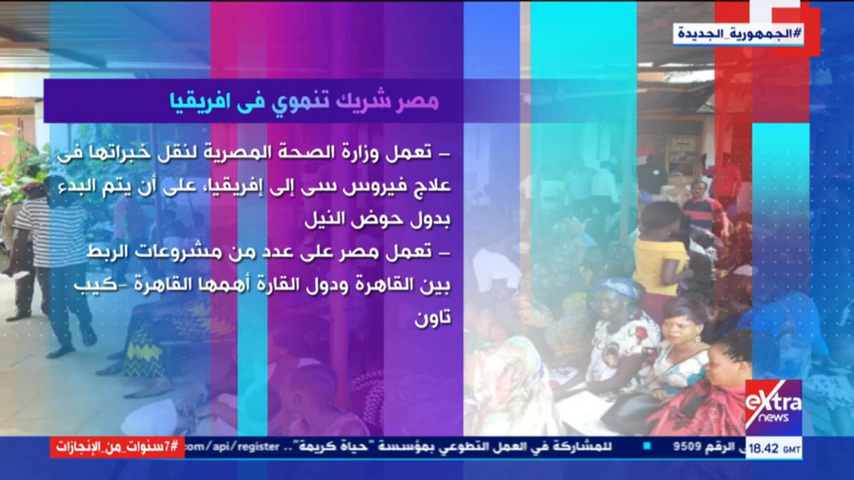 #الجمهورية_الجديدة
مصر شريك تنموي فى افريقيا
- تعمل وزارة الصحة المصرية لنقل خبراتها فى
علاج فيروس سى إلى إفريقيا، على أن يتم البدء
بدول حوض النيل
- تعمل مصر على عدد من مشروعات الربط
بين القاهرة ودول القارة أهمها القاهرة -كيب
تاون
eXtra
news
18.42 GMT
الرقم 9509 ■ للمشاركة في العمل التطوعي بمؤسسة "حياة كريمة".. com/api/register/
#7سنوات_من_الإنجازات